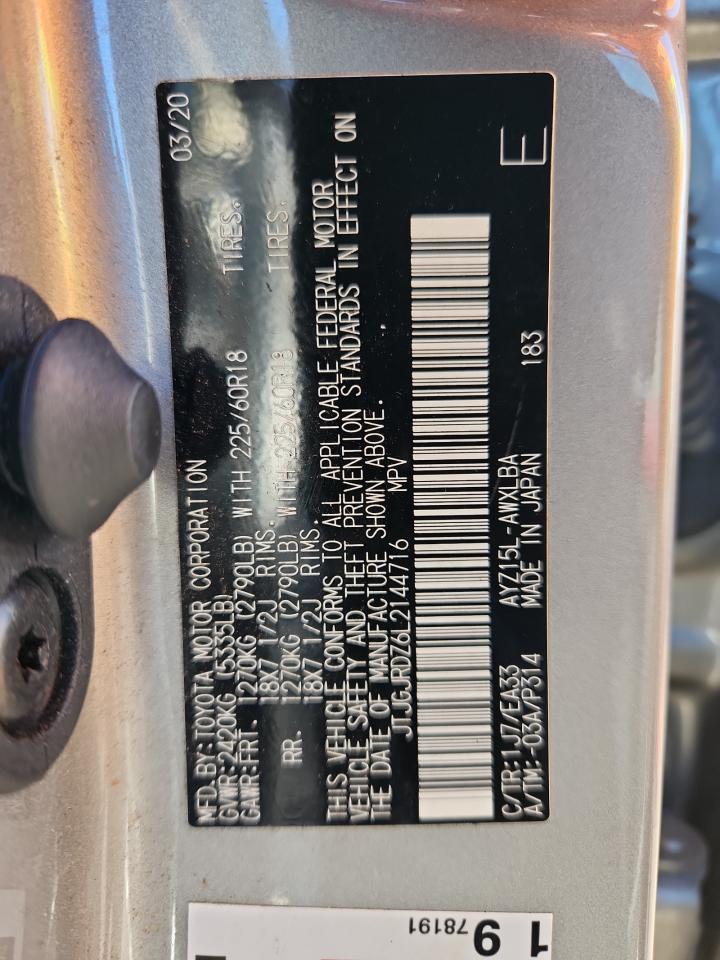 MFD.BY:TOYOTA MOTOR CORPORATION 03/20
GVWR:2420KG (5335LB)
GAWR:FRT. 1270KG (2790LB) WITH 225/60R18 TIRES.
18X7 1/2J RIMS.
RR. 1270KG (2790LB) WITH 225/60R18 TIRES.
18X7 1/2J RIMS.
THIS VEHICLE CONFORMS TO ALL APPLICABLE FEDERAL MOTOR
VEHICLE SAFETY AND THEFT PREVENTION STANDARDS IN EFFECT ON
THE DATE OF MANUFACTURE SHOWN ABOVE.
JTJGJRDZ6L2144716 MPV
C/TR:1J7/EA33 AYZ15L-AWXLBA
A/TM:-03A/P314 MADE IN JAPAN 183 E
78191
1 9